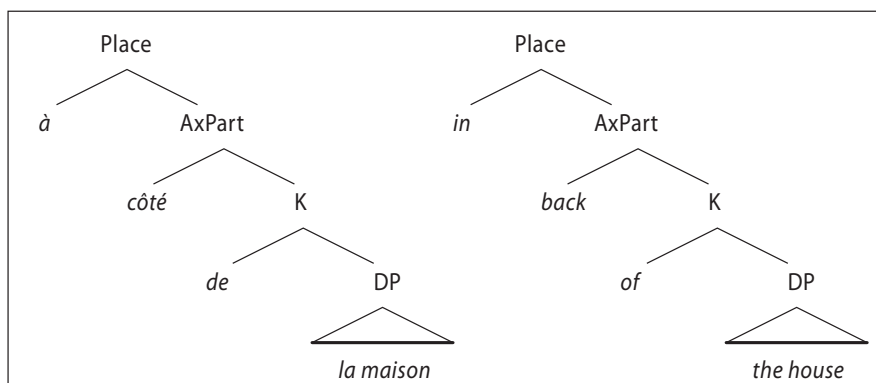 Place Place
à AxPart in AxPart
côté K back K
de DP of DP
la maison the house